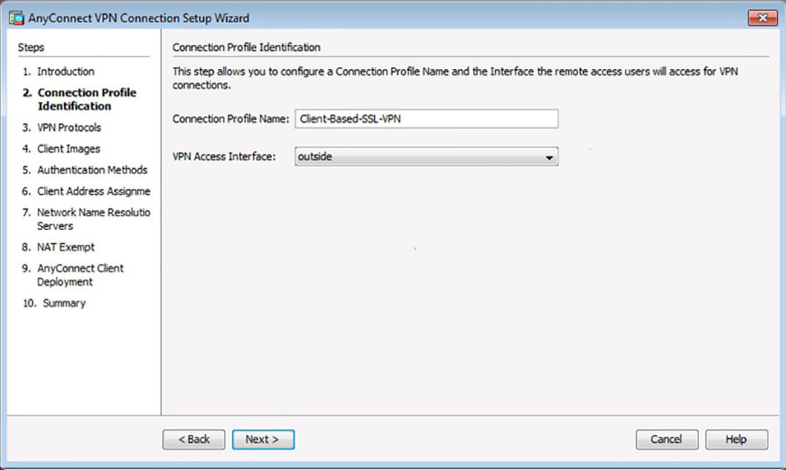 AnyConnect VPN Connection Setup Wizard
Steps
1. Introduction
2. Connection Profile
Identification
3. VPN Protocols
4. Client Images
5. Authentication Methods
6. Client Address Assignme
7. Network Name Resolutio
Servers
8. NAT Exempt
9. AnyConnect Client
Deployment
10. Summary
Connection Profile Identification
This step allows you to configure a Connection Profile Name and the Interface the remote access users will access for VPN
connections.
Connection Profile Name: Client-Based-SSL-VPN
VPN Access Interface: outside
< Back Next > Cancel Help